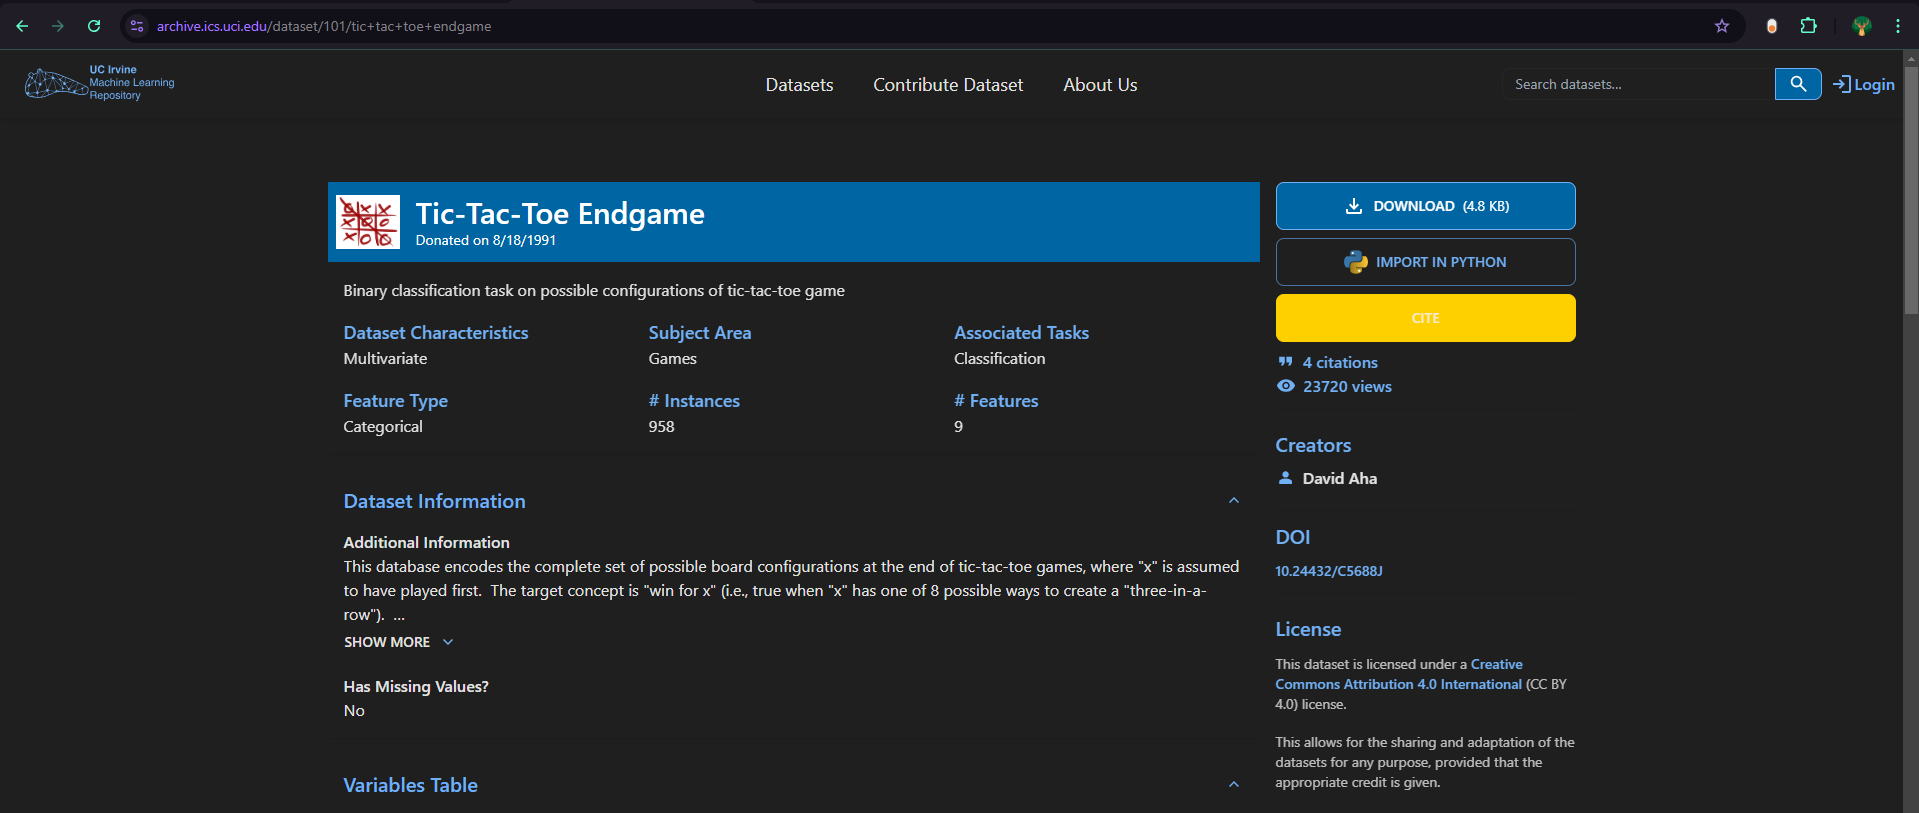 archive.ics.uci.edu/dataset/101/tic+tac+toe+endgame
UC Irvine
Machine Learning
Repository
Datasets
Contribute Dataset
About Us
Search datasets...
Login
Tic-Tac-Toe Endgame
Donated on 8/18/1991
Binary classification task on possible configurations of tic-tac-toe game
Dataset Characteristics
Multivariate
Subject Area
Games
Associated Tasks
Classification
Feature Type
Categorical
# Instances
958
# Features
9
Dataset Information
Additional Information
This database encodes the complete set of possible board configurations at the end of tic-tac-toe games, where "x" is assumed
to have played first.  The target concept is "win for x" (i.e., true when "x" has one of 8 possible ways to create a "three-in-a-
row").  ...
SHOW MORE
Has Missing Values?
No
Variables Table
DOWNLOAD (4.8 KB)
IMPORT IN PYTHON
CITE
4 citations
23720 views
Creators
David Aha
DOI
10.24432/C5688J
License
This dataset is licensed under a Creative
Commons Attribution 4.0 International (CC BY
4.0) license.
This allows for the sharing and adaptation of the
datasets for any purpose, provided that the
appropriate credit is given.